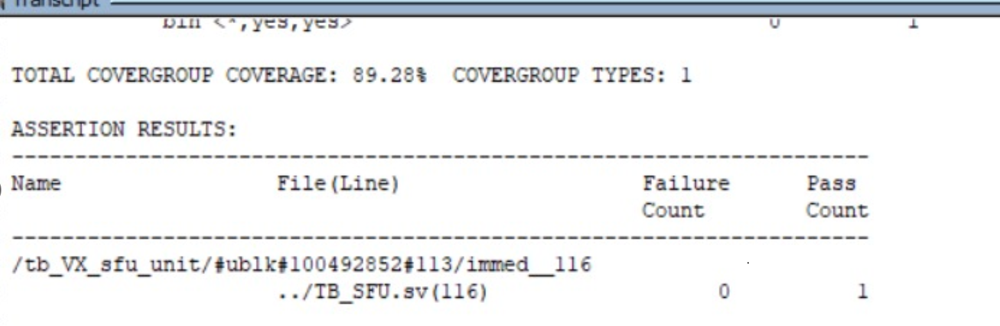 Transcript
bin <*,yes,yes> 0 1
TOTAL COVERGROUP COVERAGE: 89.28% COVERGROUP TYPES: 1
ASSERTION RESULTS:
--------------------------------------------------------------------------------
Name File(Line) Failure Pass
Count Count
--------------------------------------------------------------------------------
/tb_VX_sfu_unit/#ublk#100492852#113/immed__116
../TB_SFU.sv(116) 0 1